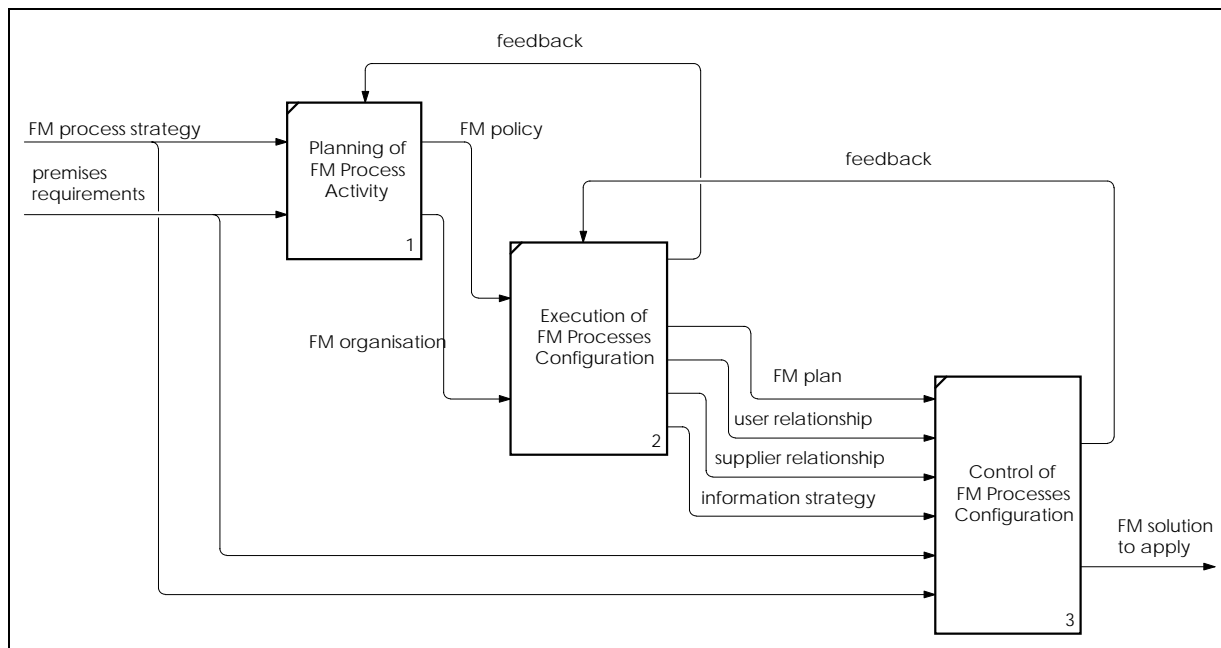 feedback
FM process strategy
premises
requirements
Planning of
FM Process
Activity
1
FM policy
feedback
FM organisation
Execution of
FM Processes
Configuration
2
FM plan
user relationship
supplier relationship
information strategy
Control of
FM Processes
Configuration
3
FM solution
to apply